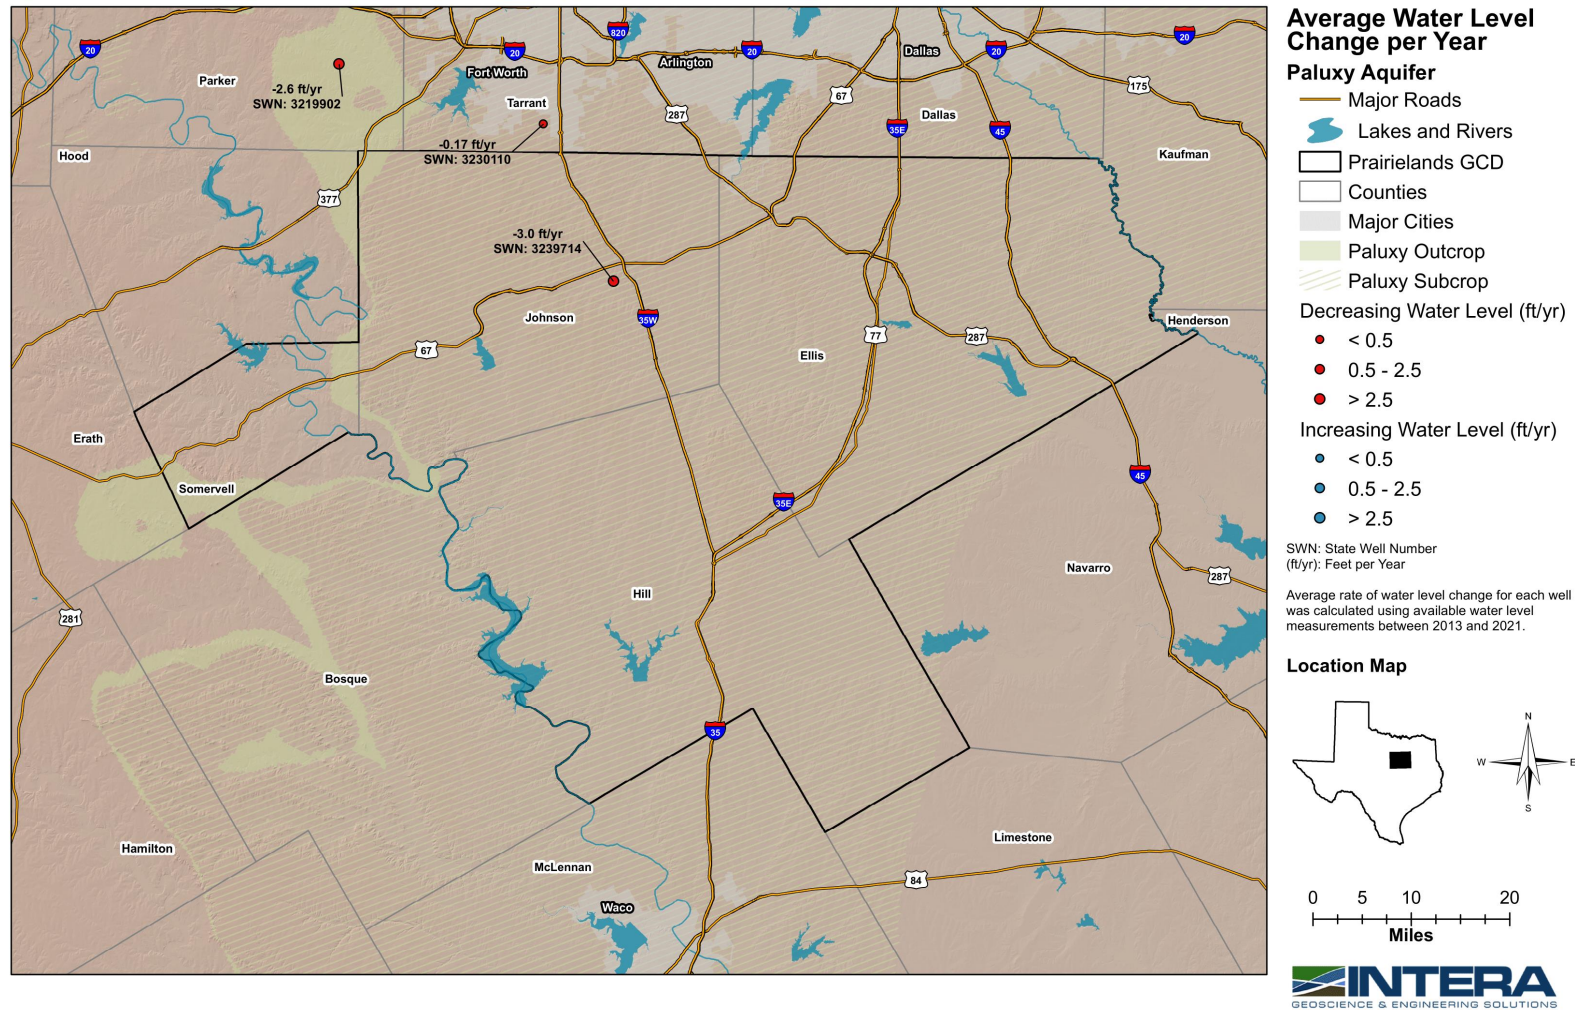 820
20
20
20
20
20
Dallas
Arlington
Fort Worth
Parker
-2.6 ft/yr
SWN: 3219902
Tarrant
175
67
287
Dallas
35E
45
-0.17 ft/yr
SWN: 3230110
Hood
Kaufman
377
-3.0 ft/yr
SWN: 3239714
Johnson
35W
Henderson
77
287
67
Ellis
Erath
Somervell
45
35E
Navarro
287
Hill
281
Bosque
35
Hamilton
Limestone
McLennan
84
Waco
Average Water Level
Change per Year
Paluxy Aquifer
Major Roads
Lakes and Rivers
Prairielands GCD
Counties
Major Cities
Paluxy Outcrop
Paluxy Subcrop
Decreasing Water Level (ft/yr)
< 0.5
0.5 - 2.5
> 2.5
Increasing Water Level (ft/yr)
< 0.5
0.5 - 2.5
> 2.5
SWN: State Well Number
(ft/yr): Feet per Year
Average rate of water level change for each well
was calculated using available water level
measurements between 2013 and 2021.
Location Map
N
W E
S
0 5 10 20
Miles
INTERA
GEOSCIENCE & ENGINEERING SOLUTIONS